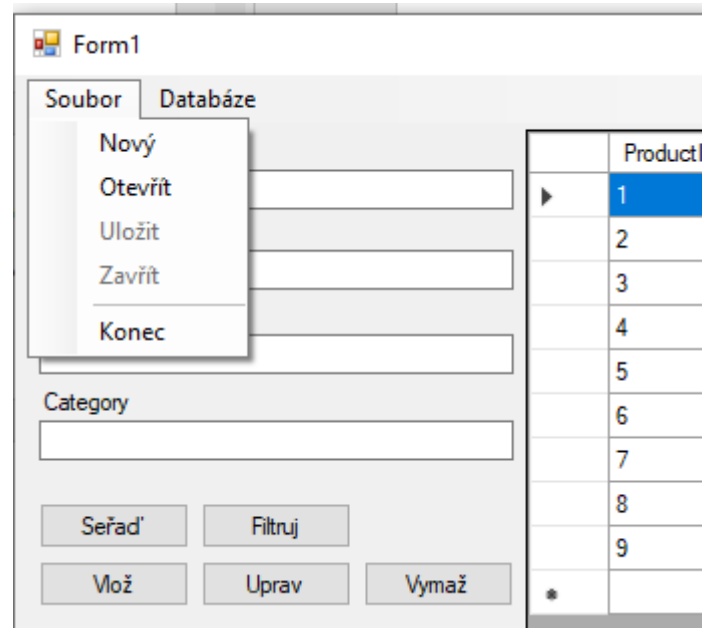 Form1
Soubor Databáze
Nový
Otevřít
Uložit
Zavřít
Konec
Category
Seřaď Filtruj
Vlož Uprav Vymaž
1
2
3
4
5
6
7
8
9